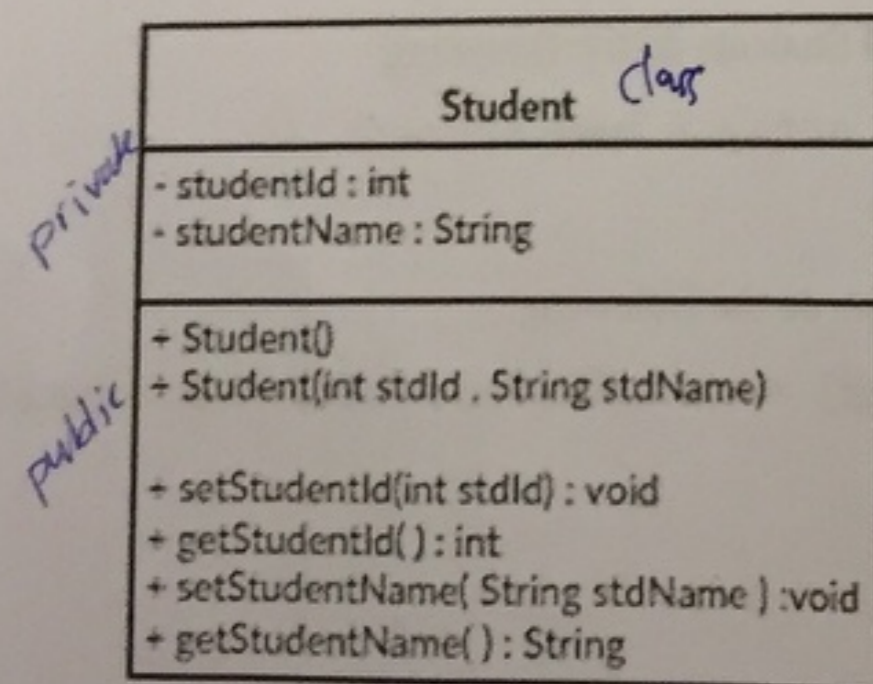 Student class
private
- studentId : int
- studentName : String
public
+ Student()
+ Student(int stdId , String stdName)
+ setStudentId(int stdId) : void
+ getStudentId( ) : int
+ setStudentName( String stdName ) :void
+ getStudentName( ) : String